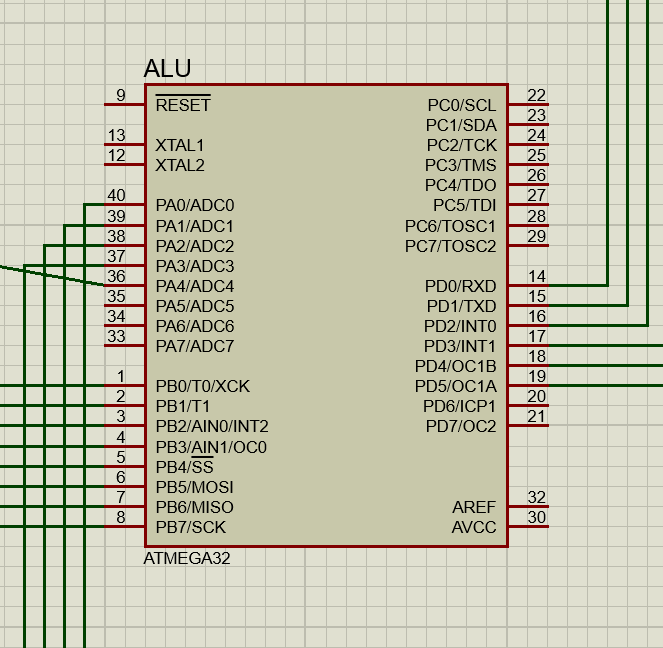 ALU
9 RESET
13 XTAL1
12 XTAL2
40 PA0/ADC0
39 PA1/ADC1
38 PA2/ADC2
37 PA3/ADC3
36 PA4/ADC4
35 PA5/ADC5
34 PA6/ADC6
33 PA7/ADC7
1 PB0/T0/XCK
2 PB1/T1
3 PB2/AIN0/INT2
4 PB3/AIN1/OC0
5 PB4/SS
6 PB5/MOSI
7 PB6/MISO
8 PB7/SCK
PC0/SCL 22
PC1/SDA 23
PC2/TCK 24
PC3/TMS 25
PC4/TDO 26
PC5/TDI 27
PC6/TOSC1 28
PC7/TOSC2 29
PD0/RXD 14
PD1/TXD 15
PD2/INT0 16
PD3/INT1 17
PD4/OC1B 18
PD5/OC1A 19
PD6/ICP1 20
PD7/OC2 21
AREF 32
AVCC 30
ATMEGA32